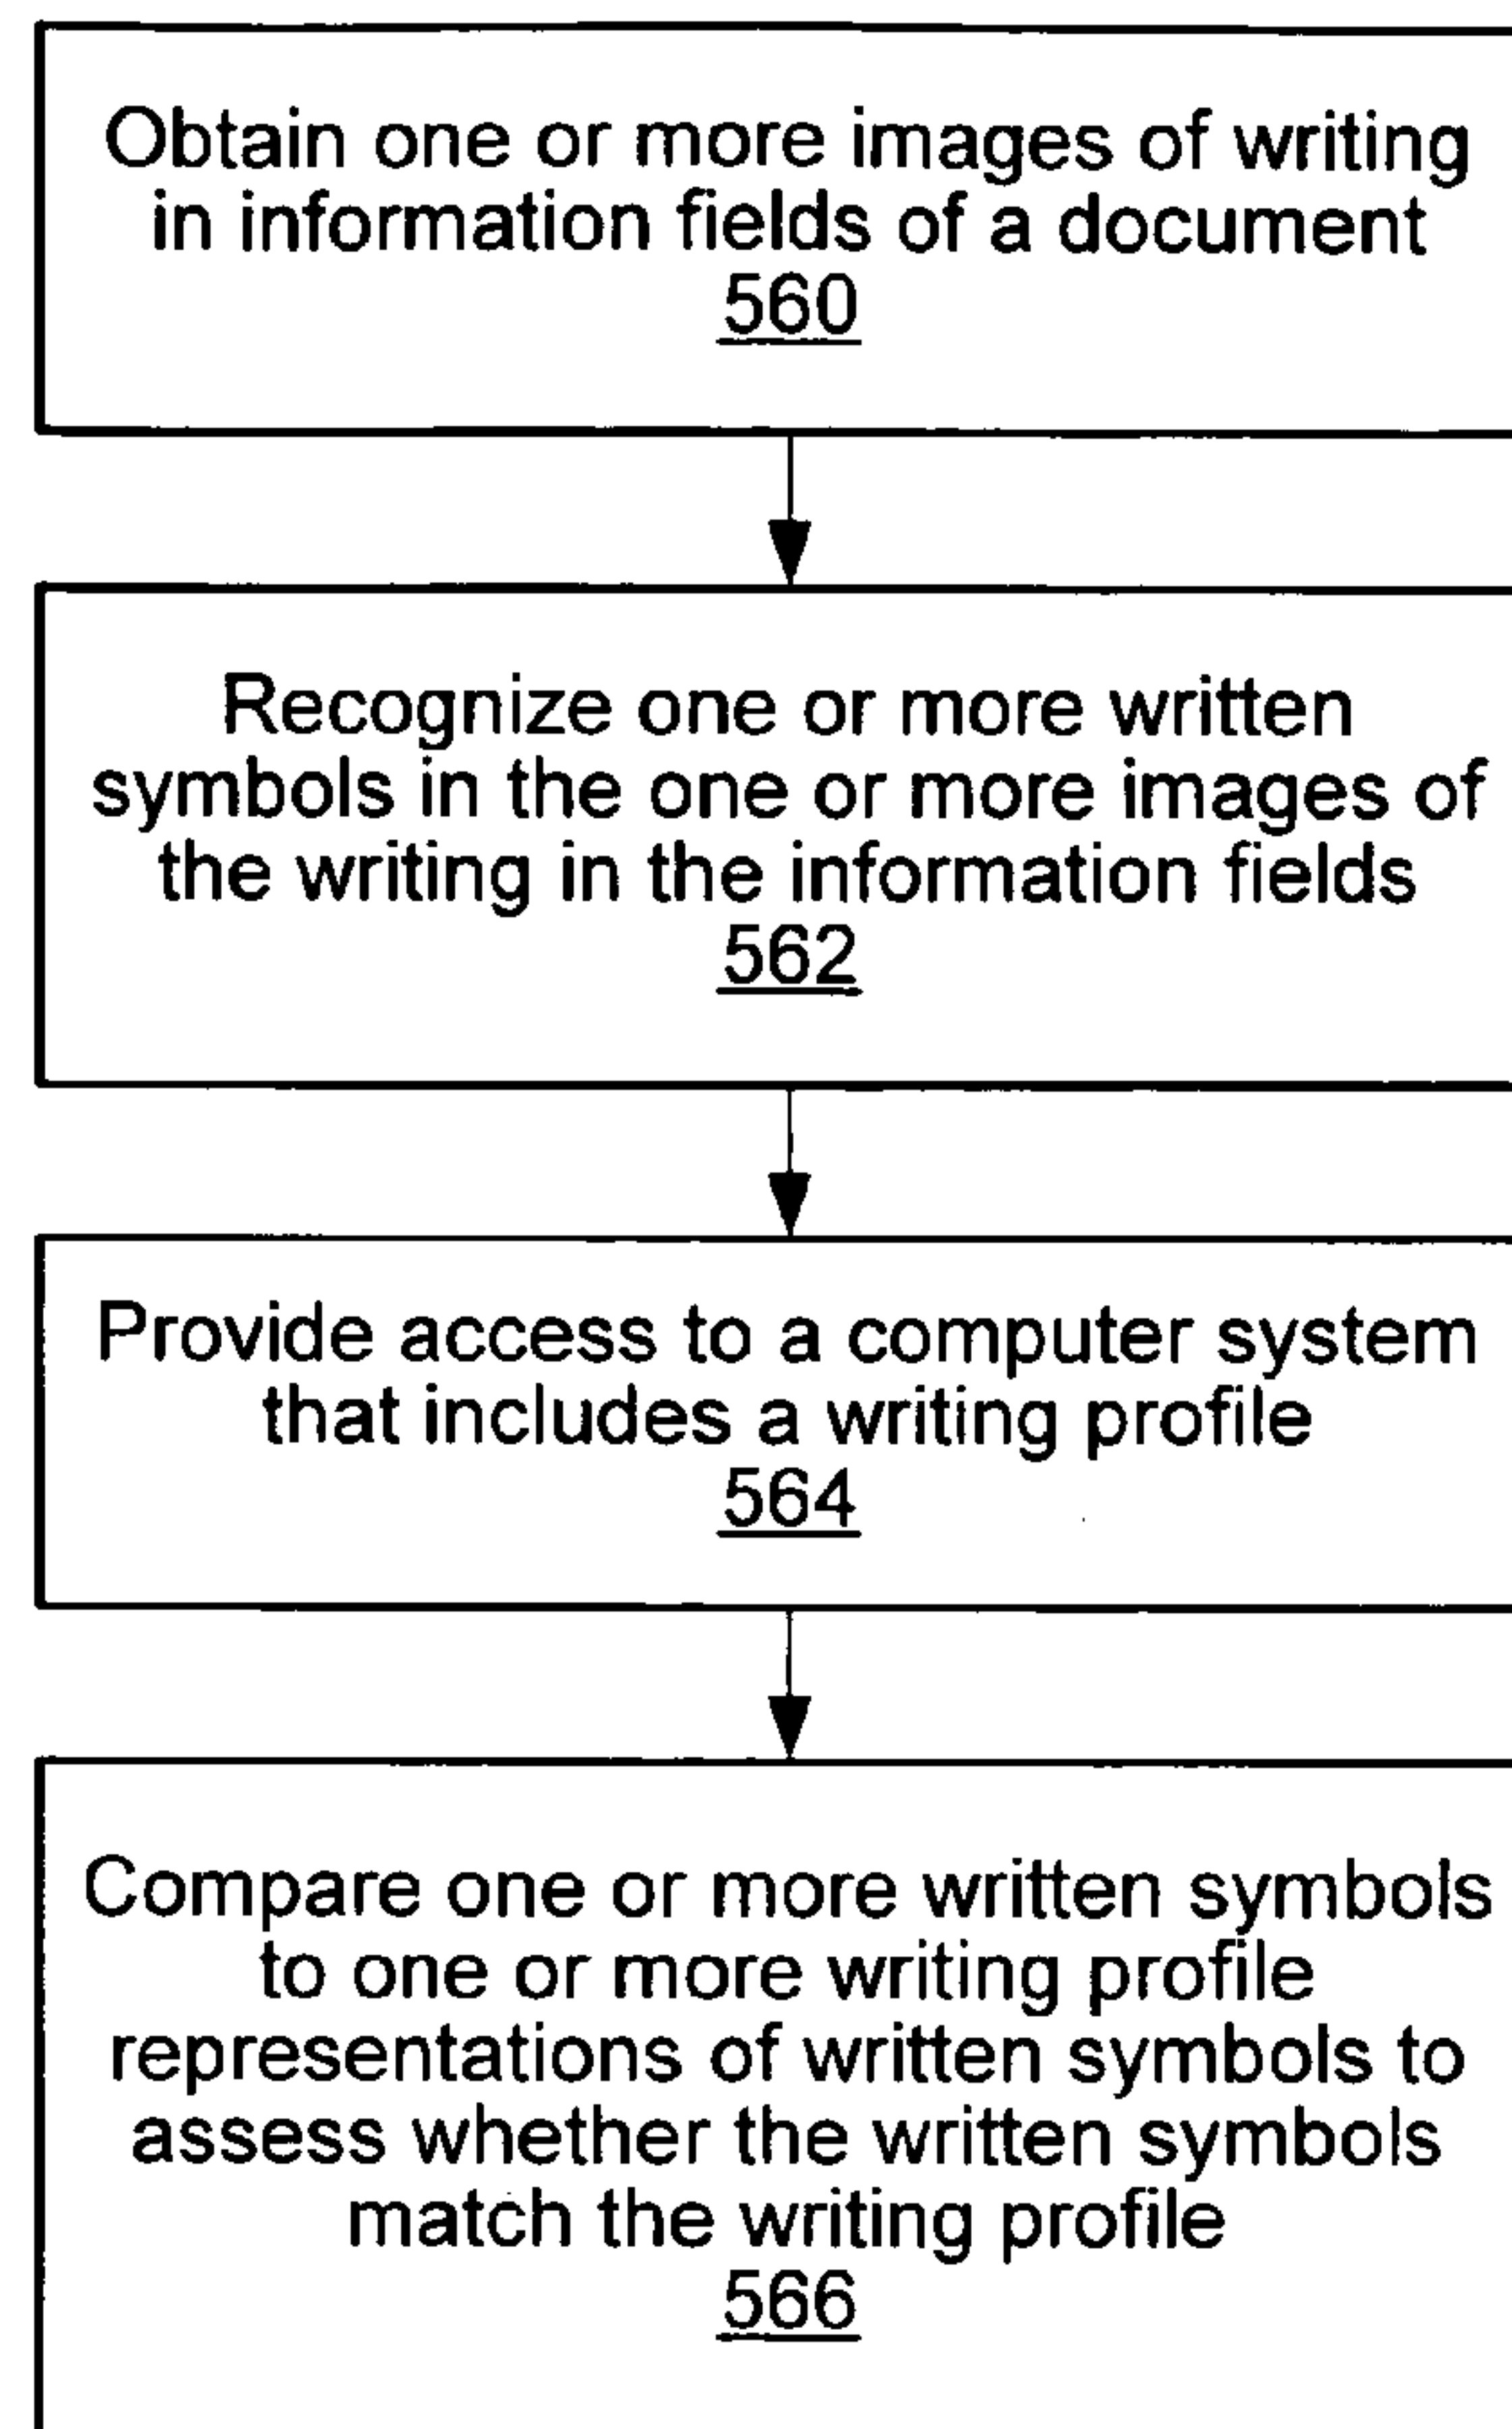 Obtain one or more images of writing
in information fields of a document
560
Recognize one or more written
symbols in the one or more images of
the writing in the information fields
562
Provide access to a computer system
that includes a writing profile
564
Compare one or more written symbols
to one or more writing profile
representations of written symbols to
assess whether the written symbols
match the writing profile
566